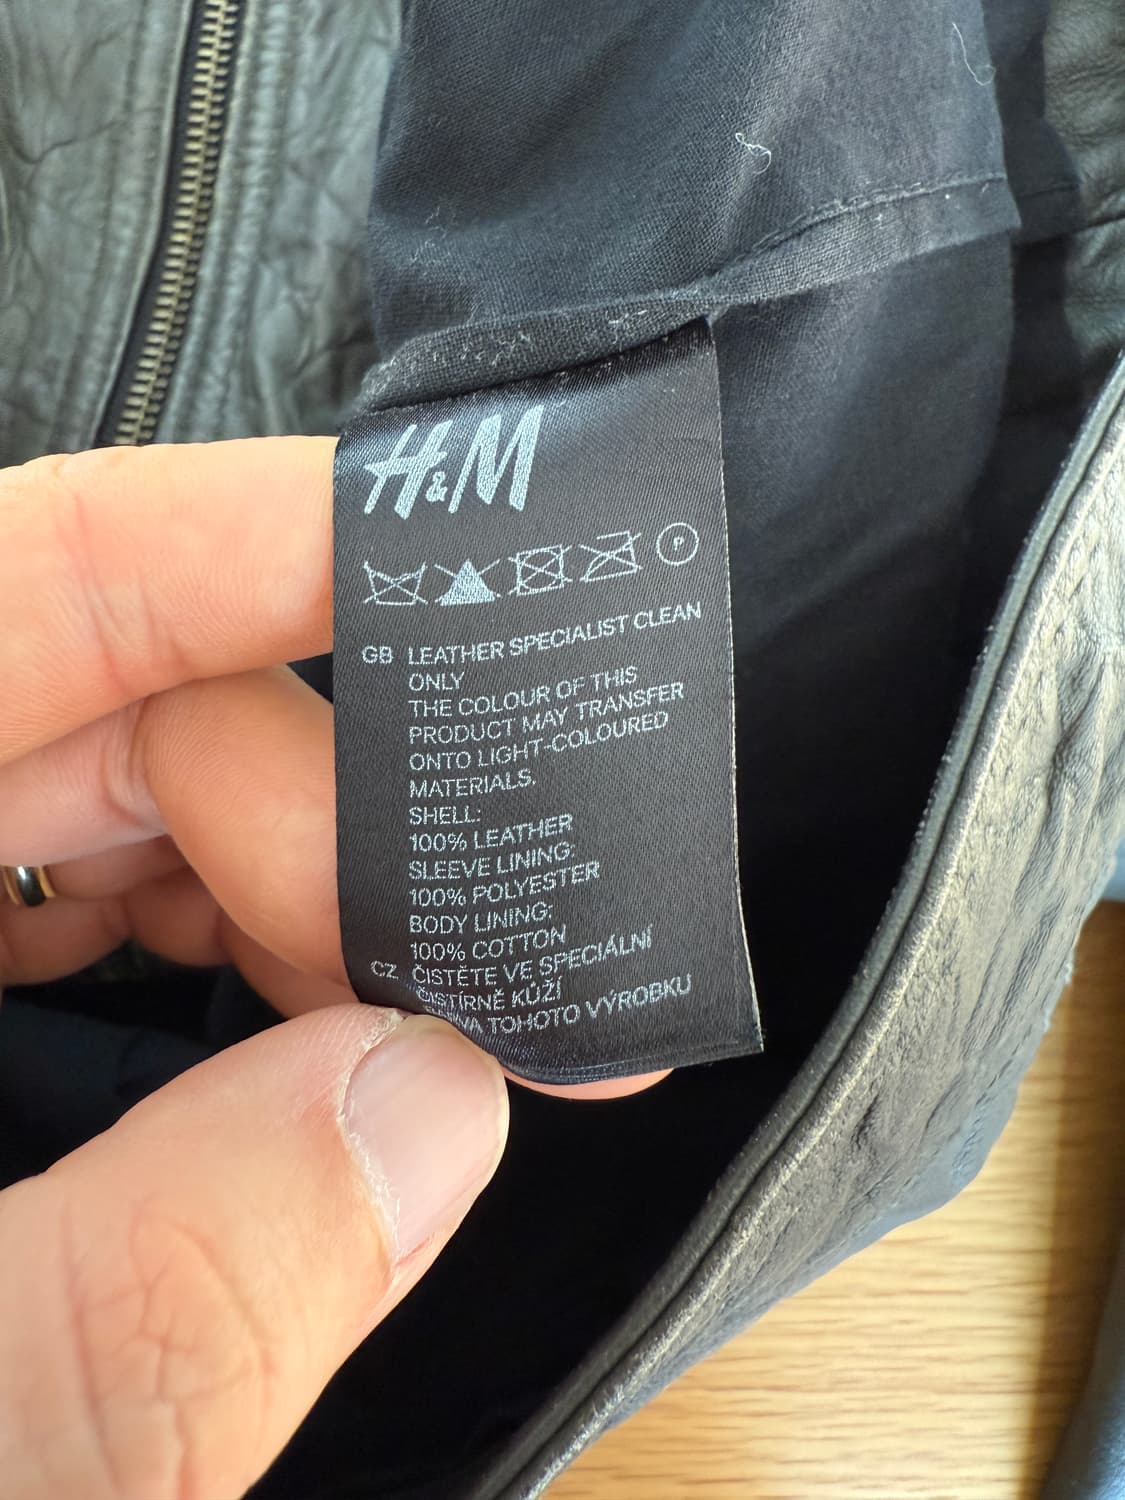 H&M
P
GB LEATHER SPECIALIST CLEAN
ONLY
THE COLOUR OF THIS
PRODUCT MAY TRANSFER
ONTO LIGHT-COLOURED
MATERIALS.
SHELL:
100% LEATHER
SLEEVE LINING:
100% POLYESTER
BODY LINING:
100% COTTON
CZ ČISTĚTE VE SPECIÁLNÍ
ČISTÍRNĚ KŮŽÍ
TOHOTO VÝROBKU